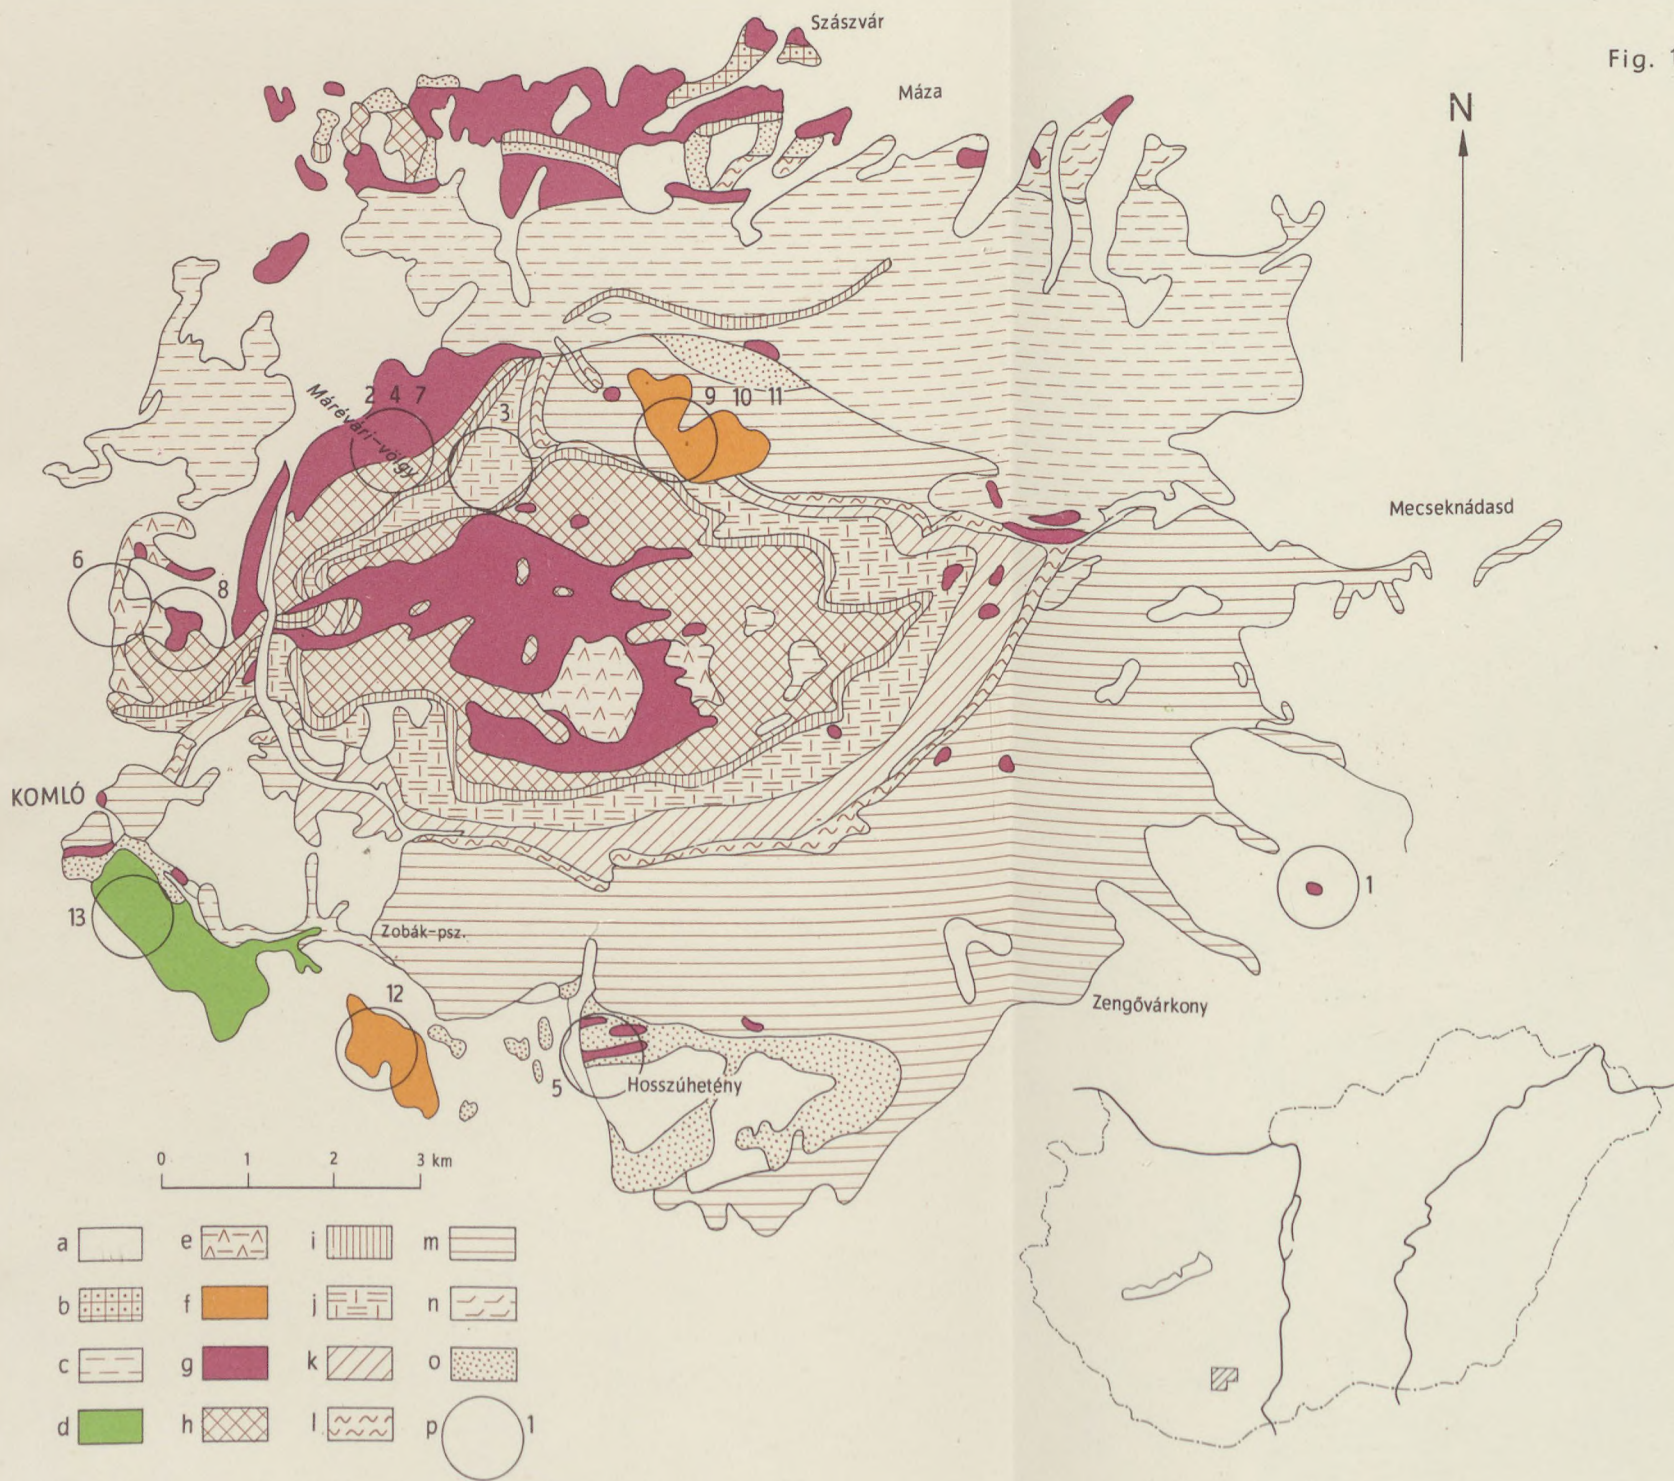 Szászvár
Fig. 1
Máza
N
2 4 7
Márévári-völgy
3
9 10 11
Mecseknádasd
6
8
KOMLÓ
1
13
Zobák-psz.
12
Zengővárkony
5
Hosszúhetény
0 1 2 3 km
a e i m
b f j n
c g k o
d h l p 1